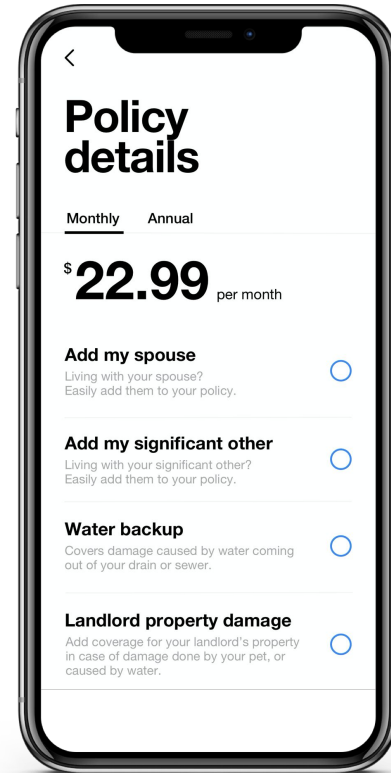 Policy
details
Monthly Annual
$22.99 per month
Add my spouse
Living with your spouse?
Easily add them to your policy.
Add my significant other
Living with your significant other?
Easily add them to your policy.
Water backup
Covers damage caused by water coming
out of your drain or sewer.
Landlord property damage
Add coverage for your landlord's property
in case of damage done by your pet, or
caused by water.